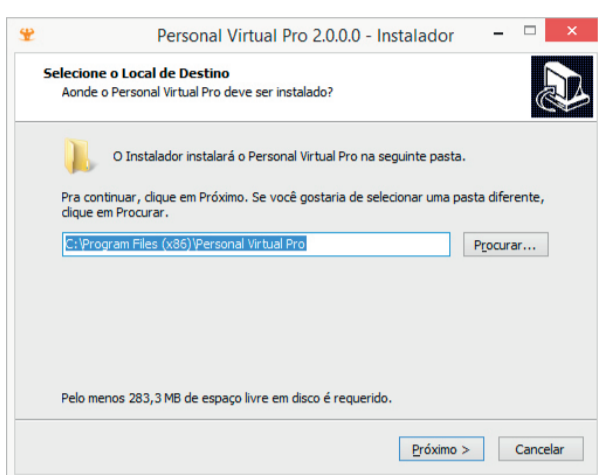 Personal Virtual Pro 2.0.0.0 - Instalador
Selecione o Local de Destino
Aonde o Personal Virtual Pro deve ser instalado?
O Instalador instalará o Personal Virtual Pro na seguinte pasta.
Pra continuar, clique em Próximo. Se você gostaria de selecionar uma pasta diferente,
clique em Procurar.
C:\Program Files (x86)\Personal Virtual Pro
Procurar...
Pelo menos 283,3 MB de espaço livre em disco é requerido.
Próximo >
Cancelar